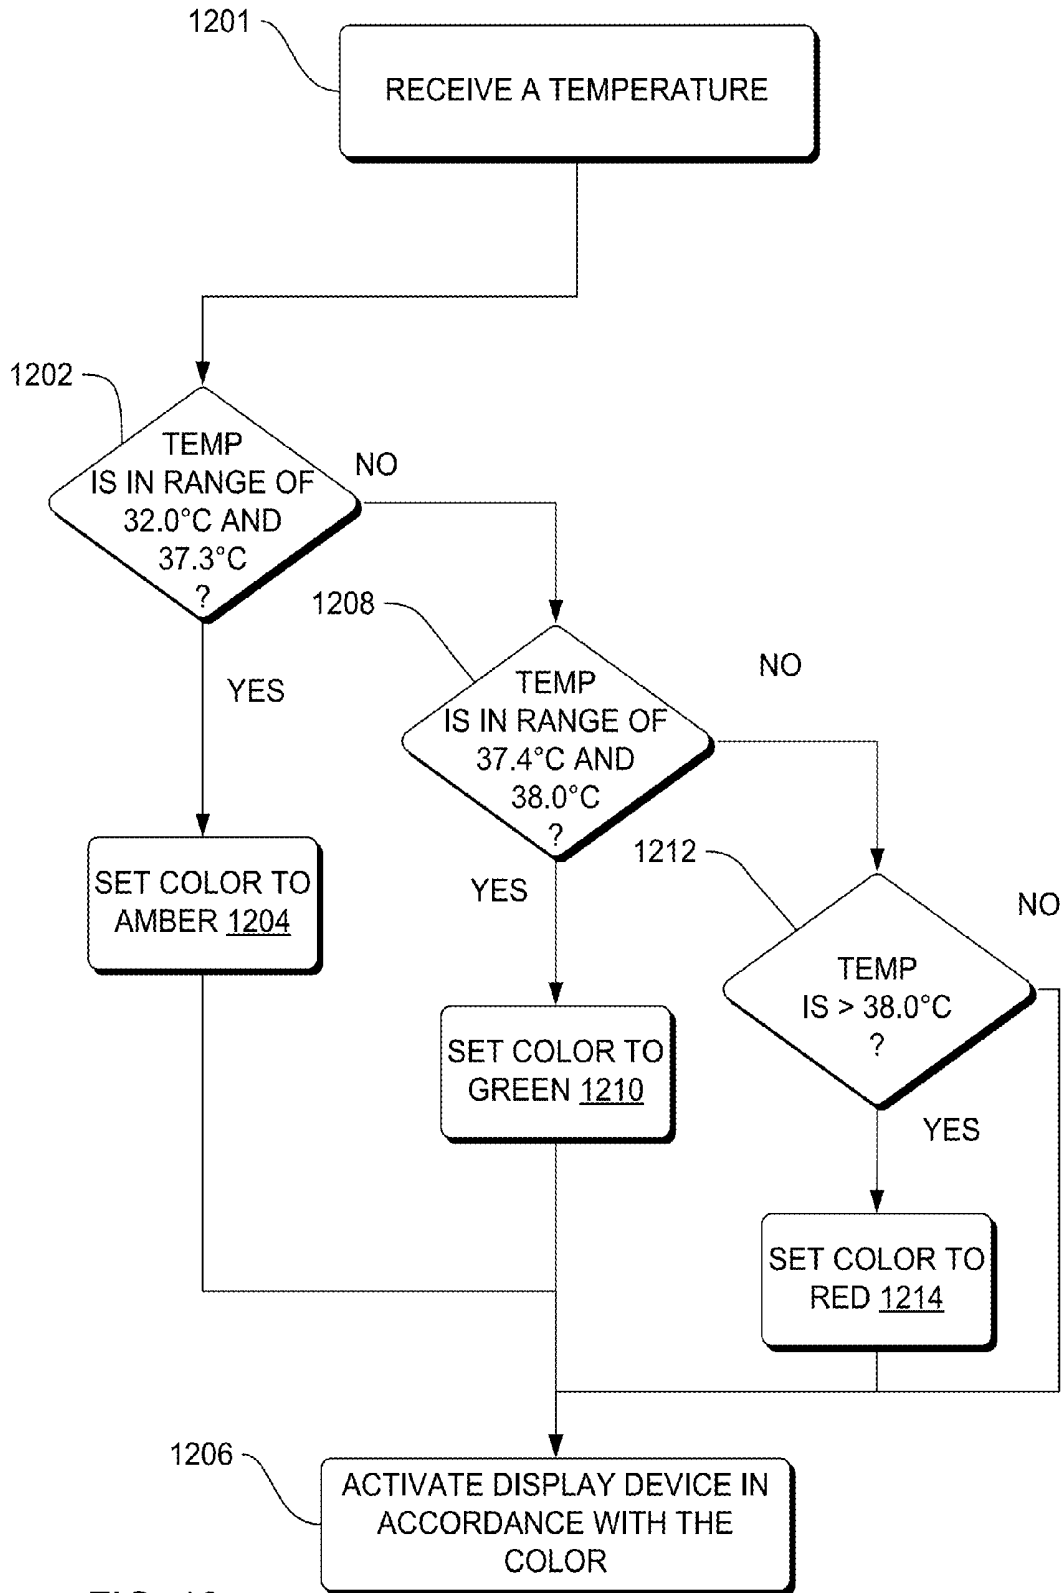 1201
RECEIVE A TEMPERATURE
1202
TEMP
IS IN RANGE OF
32.0°C AND
37.3°C
?
NO
YES
1208
TEMP
IS IN RANGE OF
37.4°C AND
38.0°C
?
NO
YES
SET COLOR TO
AMBER 1204
1212
TEMP
IS > 38.0°C
?
NO
YES
SET COLOR TO
GREEN 1210
SET COLOR TO
RED 1214
1206
ACTIVATE DISPLAY DEVICE IN
ACCORDANCE WITH THE
COLOR